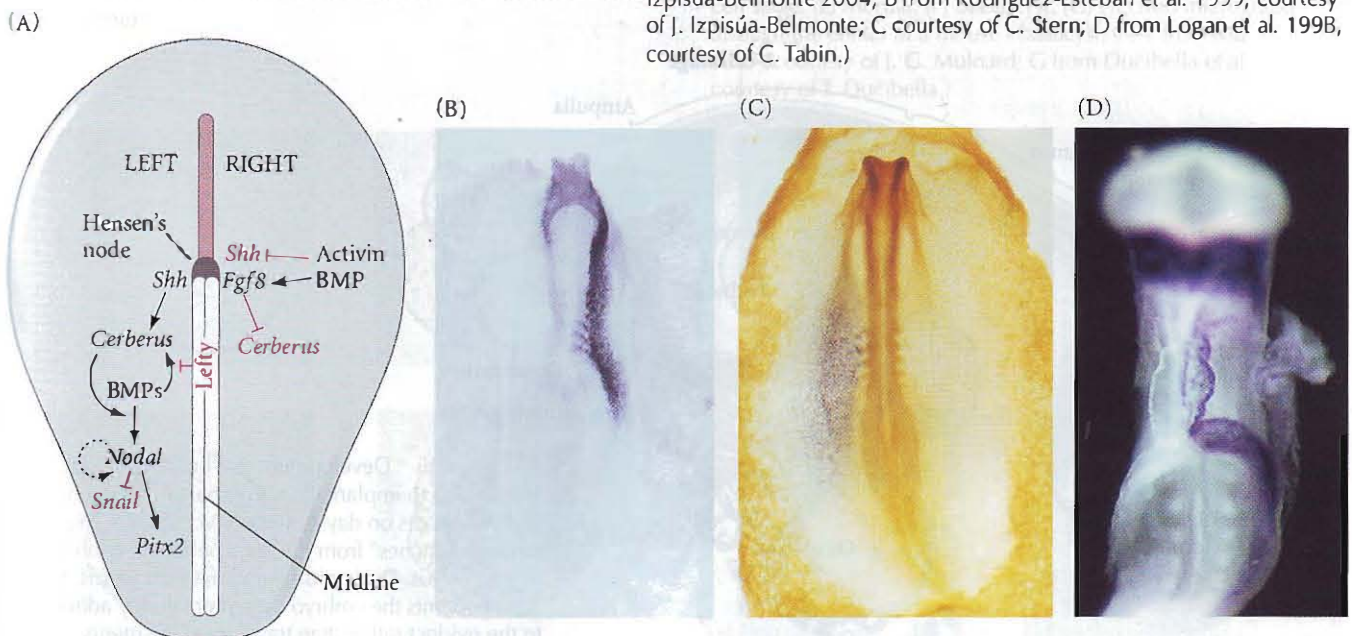 Izpisúa-Belmonte 2004; B from Rodriguez-Esteban et al. 1999, courtesy
of J. Izpisúa-Belmonte; C courtesy of C. Stern; D from Logan et al. 199B,
courtesy of C. Tabin.)
(A)
(B)
(C)
(D)
LEFT
RIGHT
Hensen's
node
Shh
Activin
Shh
Fgf8
BMP
Cerberus
Cerberus
Lefty
BMPs
Nodal
Snail
Pitx2
Midline